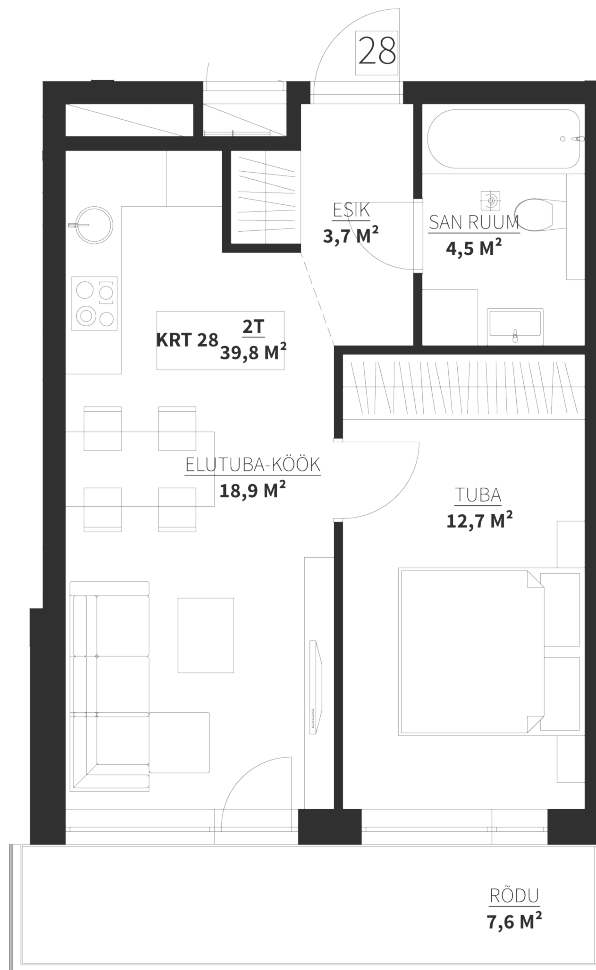 28
ESIK
3,7 M²
SAN RUUM
4,5 M²
KRT 28 2T
39,8 M²
ELUTUBA-KÖÖK
18,9 M²
TUBA
12,7 M²
RÕDU
7,6 M²